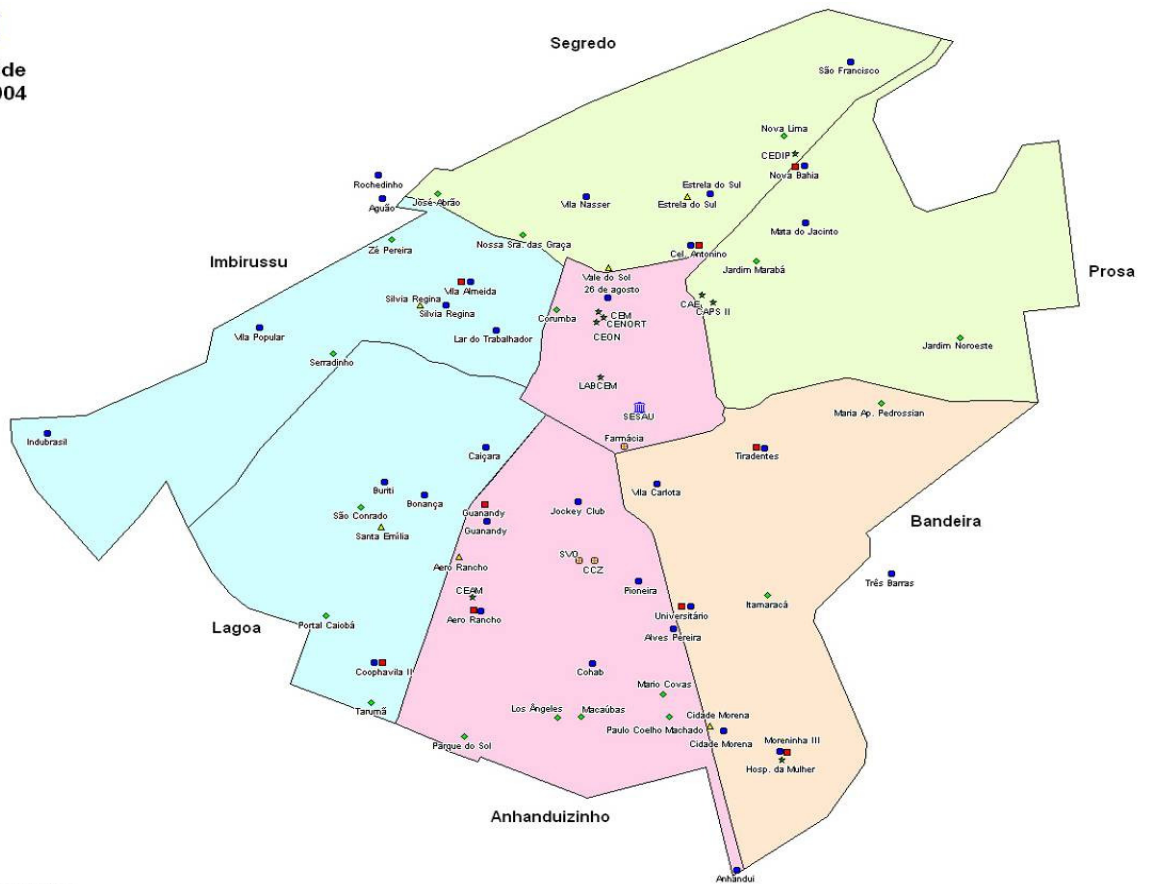 de
004
Segredo
São Francisco
Nova Lima
CEDIP
Nova Bahia
Rochedinho
Aguão
José Abrão
Vila Nasser
Estrela do Sul
Estrela do Sul
Mata do Jacinto
Zé Pereira
Nossa Sra. das Graça
Cel. Antonino
Imbirussu
Jardim Marabá
Prosa
Vale do Sol
26 de agosto
Vila Almeida
Silvia Regina
Silvia Regina
CAE
CAPS II
Corumba
CEM
CENORT
CEON
Vila Popular
Lar do Trabalhador
Jardim Noroeste
Serradinho
LABCEM
SESAU
Maria Ap. Pedrossian
Indubrasil
Farmácia
Caiçara
Tiradentes
Buriti
Bonança
Vila Carlota
São Conrado
Guanandy
Guanandy
Jockey Club
Santa Emília
Bandeira
SVO
CCZ
Aero Rancho
Três Barras
CEAM
Pioneira
Itamaracá
Aero Rancho
Universitário
Portal Caiobá
Lagoa
Alves Pereira
Coophavila II
Cohab
Mario Covas
Tarumã
Los Ângeles
Macaúbas
Paulo Coelho Machado
Cidade Morena
Cidade Morena
Moreninha III
Parque do Sol
Hosp. da Mulher
Anhanduizinho
Anhandui